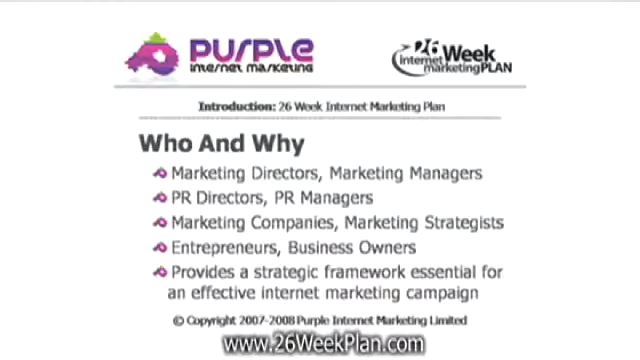 PURPLE
internet marketing
26 Week
internet
marketing PLAN
Introduction: 26 Week Internet Marketing Plan
Who And Why
Marketing Directors, Marketing Managers
PR Directors, PR Managers
Marketing Companies, Marketing Strategists
Entrepreneurs, Business Owners
Provides a strategic framework essential for
an effective internet marketing campaign
© Copyright 2007-2008 Purple Internet Marketing Limited
www.26WeekPlan.com